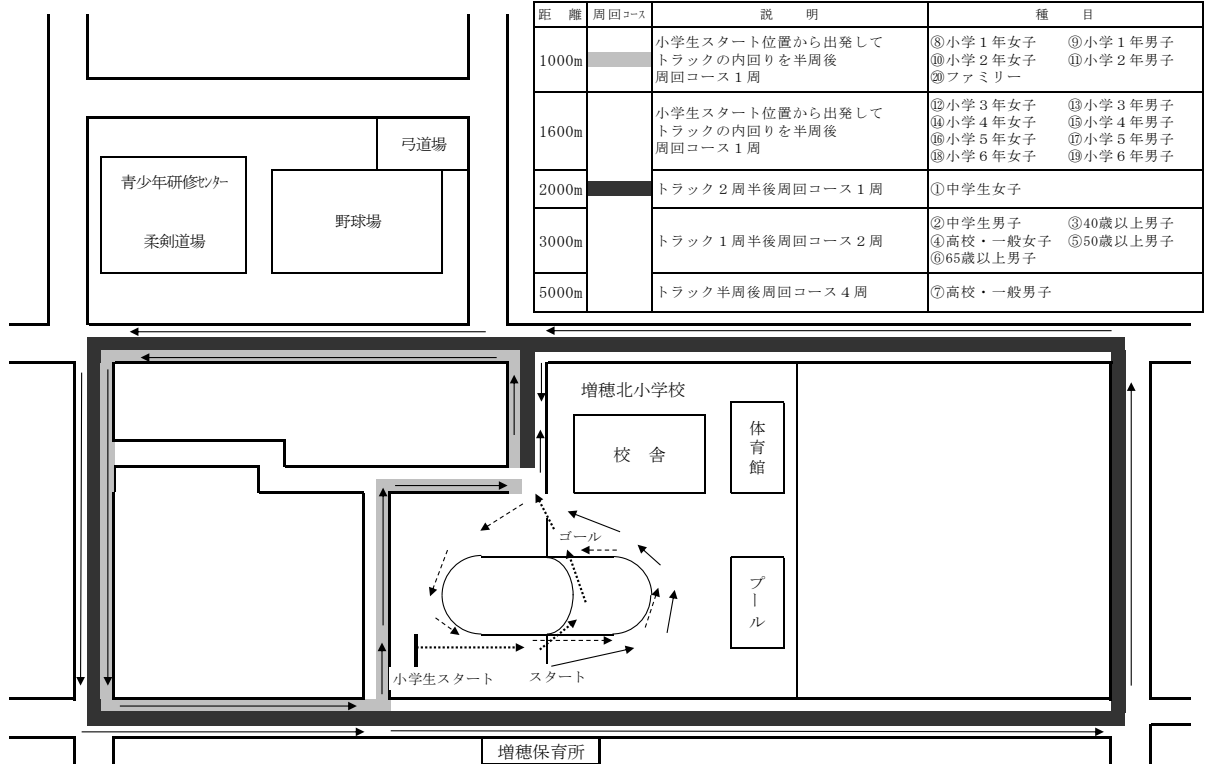 距　離 周回コース 説　　明 種　　目
1000m
小学生スタート位置から出発して
トラックの内回りを半周後
周回コース１周
⑧小学１年女子 ⑨小学１年男子
⑩小学２年女子 ⑪小学２年男子
⑳ファミリー
1600m
小学生スタート位置から出発して
トラックの内回りを半周後
周回コース１周
⑫小学３年女子 ⑬小学３年男子
⑭小学４年女子 ⑮小学４年男子
⑯小学５年女子 ⑰小学５年男子
⑱小学６年女子 ⑲小学６年男子
2000m
トラック２周半後周回コース１周
①中学生女子
3000m
トラック１周半後周回コース２周
②中学生男子 ③40歳以上男子
④高校・一般女子 ⑤50歳以上男子
⑥65歳以上男子
5000m
トラック半周後周回コース４周
⑦高校・一般男子
弓道場
青少年研修センター
柔剣道場
野球場
増穂北小学校
校　舎
体育館
ゴール
プール
小学生スタート
スタート
増穂保育所